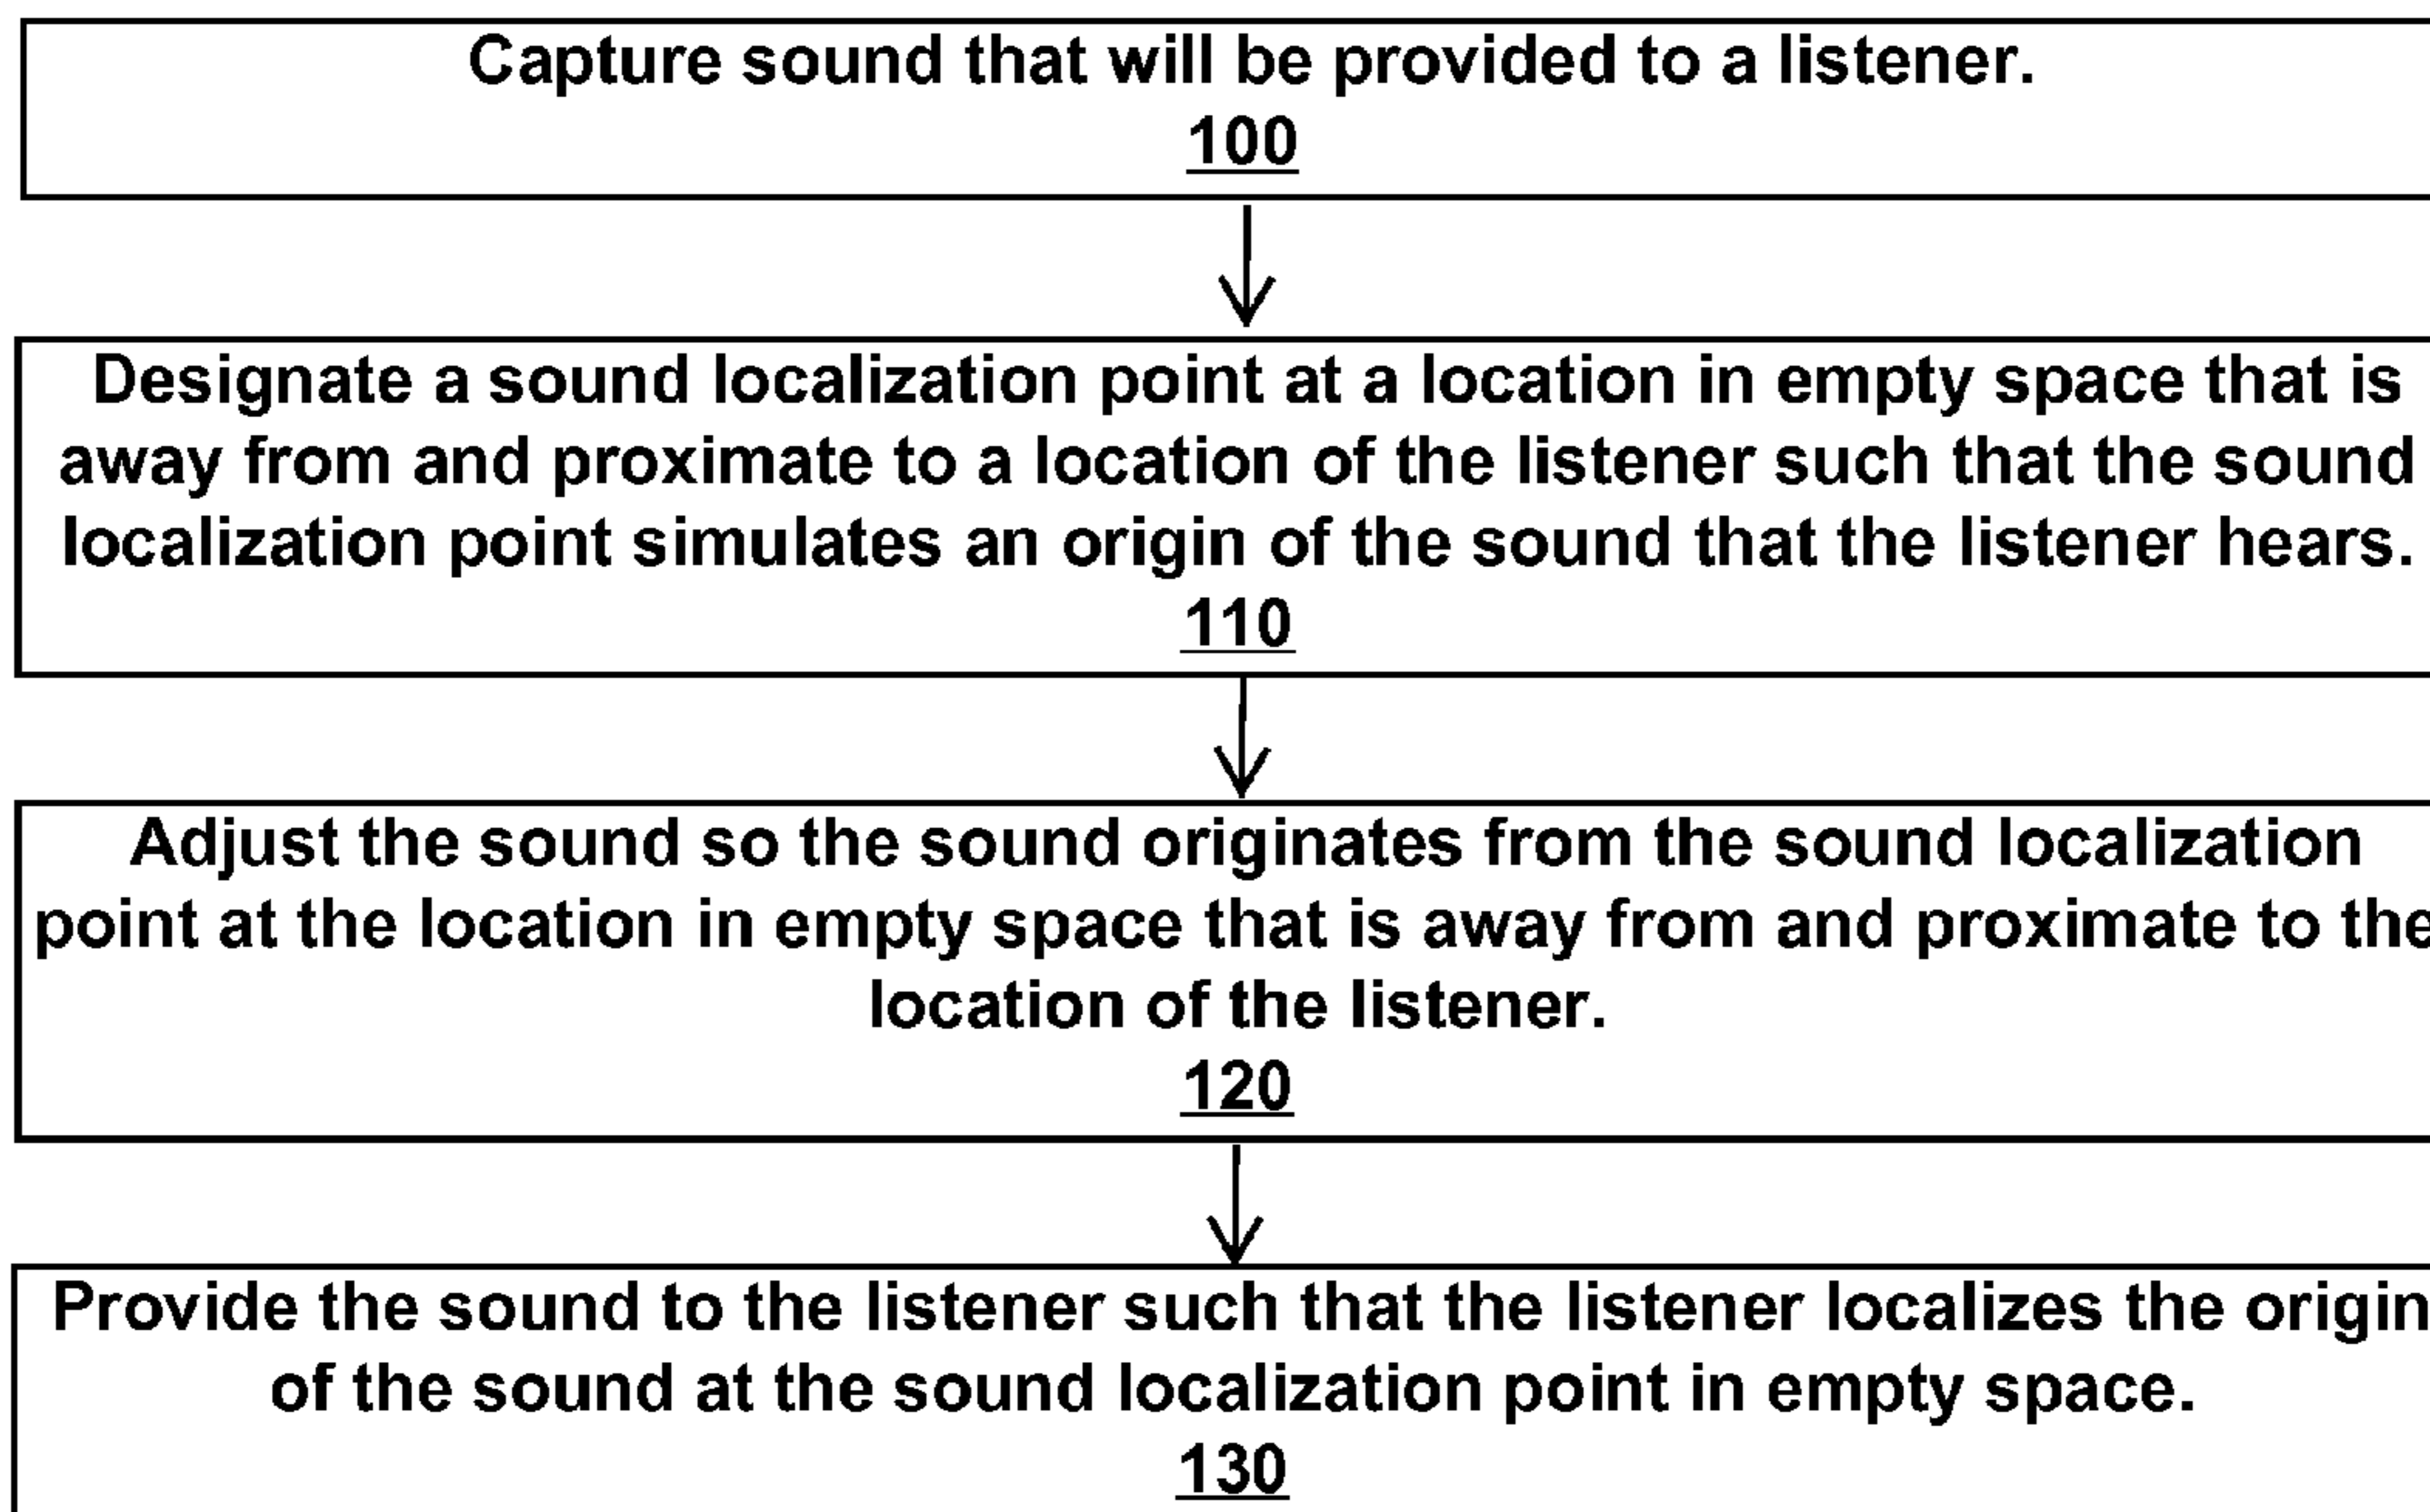 Capture sound that will be provided to a listener.
100
Designate a sound localization point at a location in empty space that is
away from and proximate to a location of the listener such that the sound
localization point simulates an origin of the sound that the listener hears.
110
Adjust the sound so the sound originates from the sound localization
point at the location in empty space that is away from and proximate to the
location of the listener.
120
Provide the sound to the listener such that the listener localizes the origin
of the sound at the sound localization point in empty space.
130